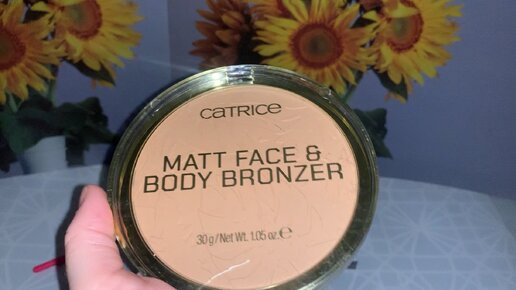 CATRICE
MATT FACE &
BODY BRONZER
30 g / Net Wt. 1.05 oz. ℮